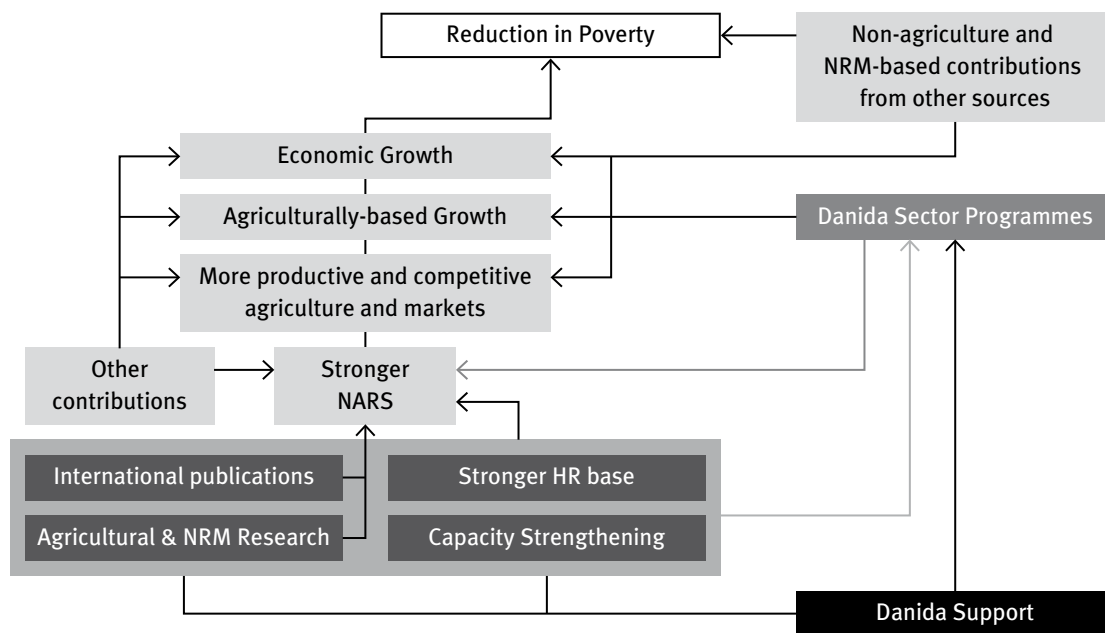 Reduction in Poverty
Non-agriculture and
NRM-based contributions
from other sources
Economic Growth
Agriculturally-based Growth
Danida Sector Programmes
More productive and competitive
agriculture and markets
Other
contributions
Stronger
NARS
International publications
Stronger HR base
Agricultural & NRM Research
Capacity Strengthening
Danida Support